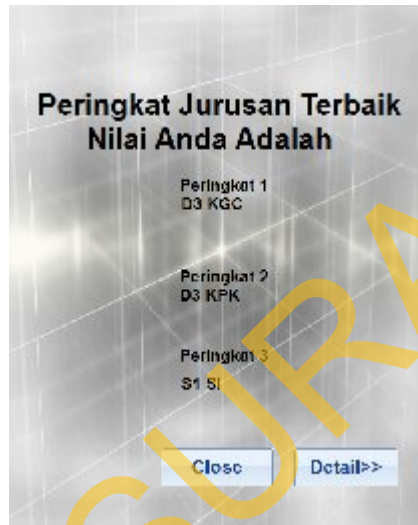 Peringkat Jurusan Terbaik
Nilai Anda Adalah
Peringkat 1
D3 KGC
Peringkat 2
D3 KPK
Peringkat 3
S1 SI
Close
Detail>>